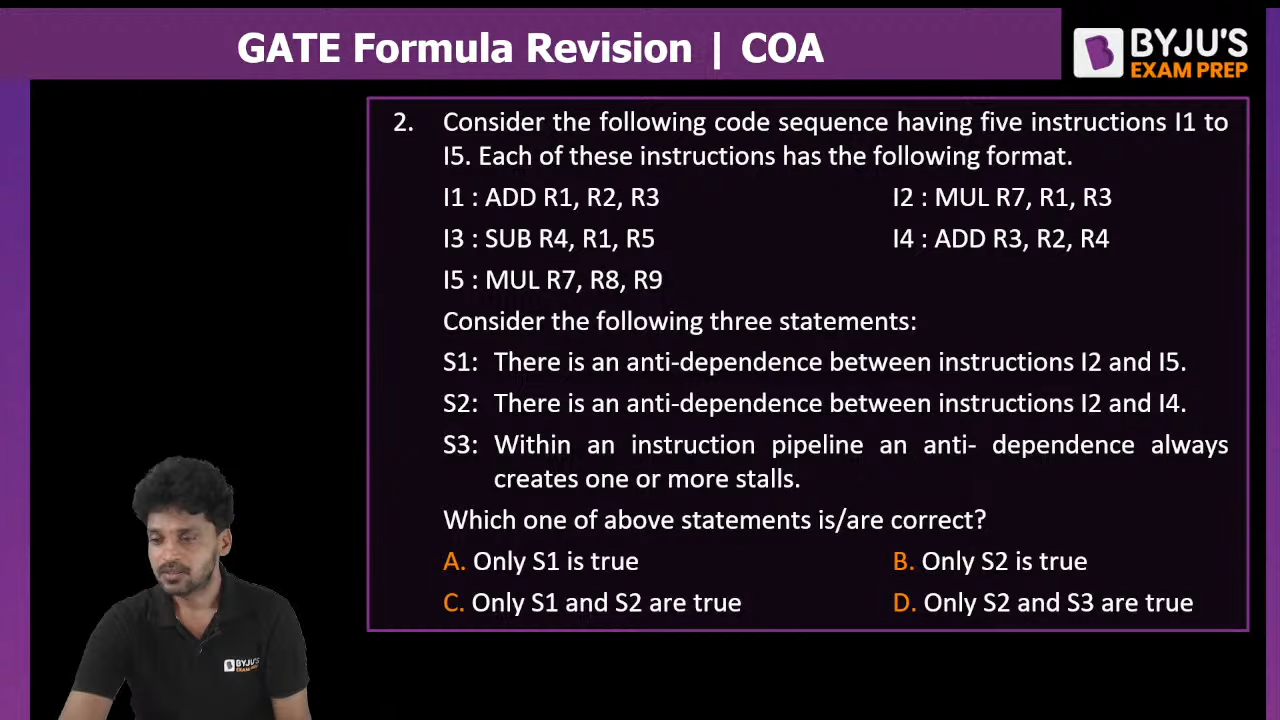 GATE Formula Revision | COA
BYJU'S
EXAM PREP
2. Consider the following code sequence having five instructions I1 to
I5. Each of these instructions has the following format.
I1 : ADD R1, R2, R3 I2 : MUL R7, R1, R3
I3 : SUB R4, R1, R5 I4 : ADD R3, R2, R4
I5 : MUL R7, R8, R9
Consider the following three statements:
S1: There is an anti-dependence between instructions I2 and I5.
S2: There is an anti-dependence between instructions I2 and I4.
S3: Within an instruction pipeline an anti- dependence always
creates one or more stalls.
Which one of above statements is/are correct?
A. Only S1 is true B. Only S2 is true
C. Only S1 and S2 are true D. Only S2 and S3 are true
BYJU'S
EXAM PREP